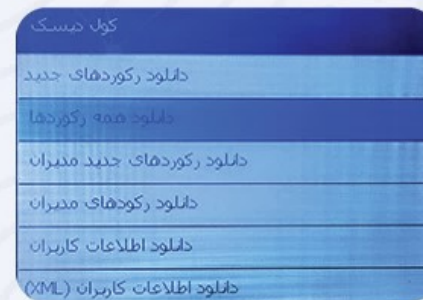 کول دیسک
دانلود رکوردهای جدید
دانلود همه رکوردها
دانلود رکوردهای جدید مدیران
دانلود رکودهای مدیران
دانلود اطلاعات کاربران
دانلود اطلاعات کاربران (XML)